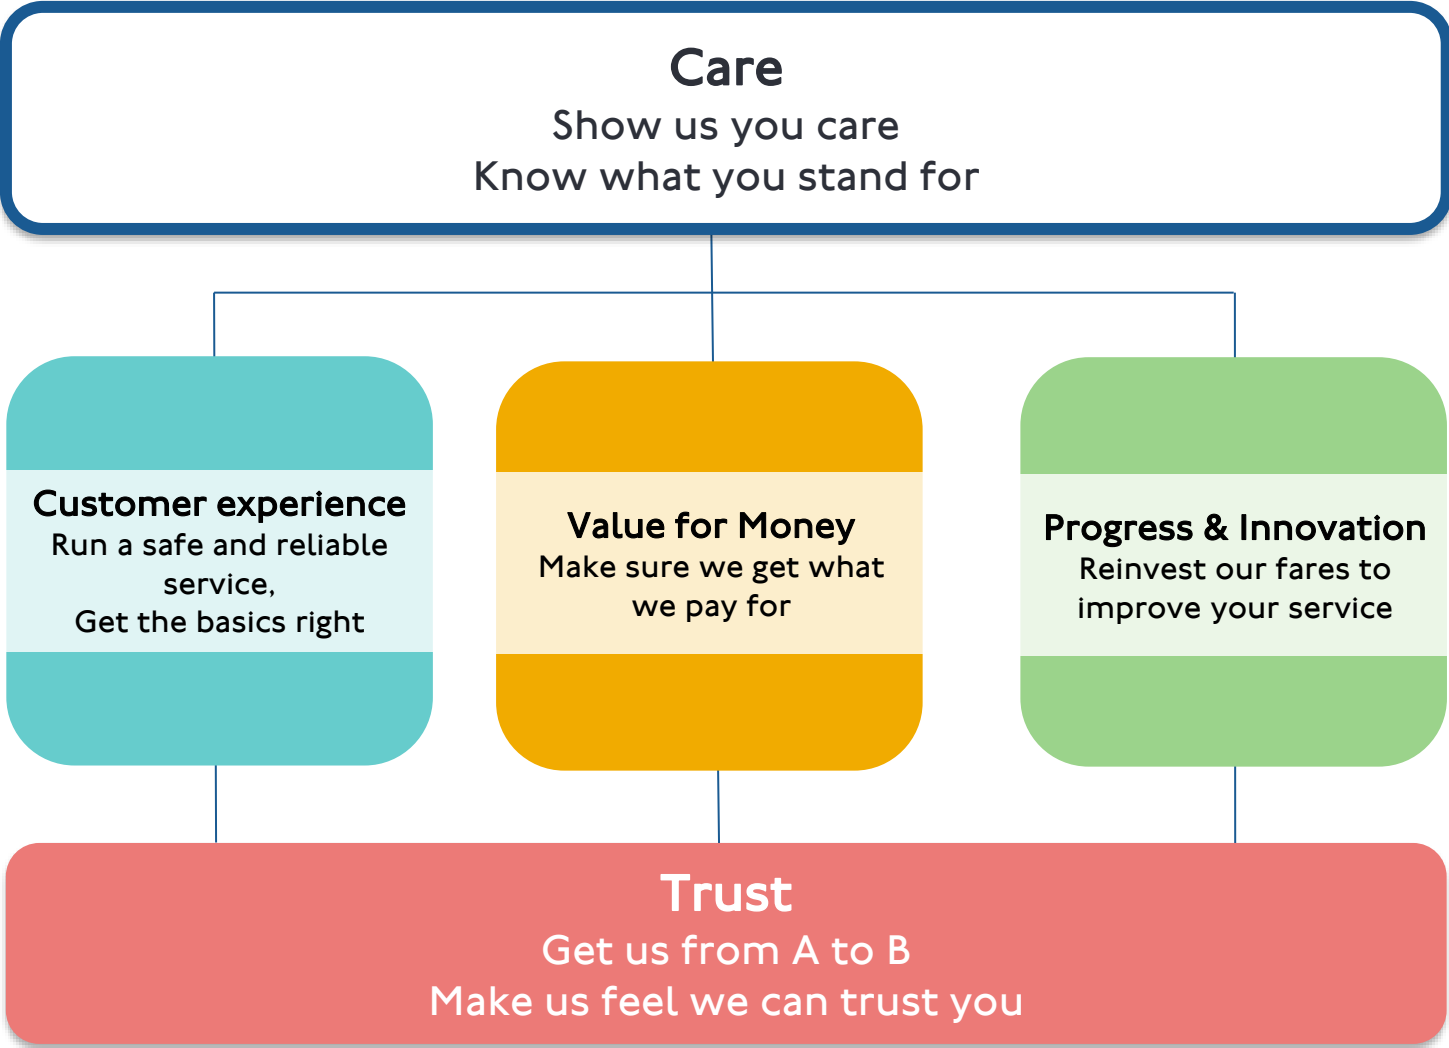 Care
Show us you care
Know what you stand for
Customer experience
Run a safe and reliable
service,
Get the basics right
Value for Money
Make sure we get what
we pay for
Progress & Innovation
Reinvest our fares to
improve your service
Trust
Get us from A to B
Make us feel we can trust you